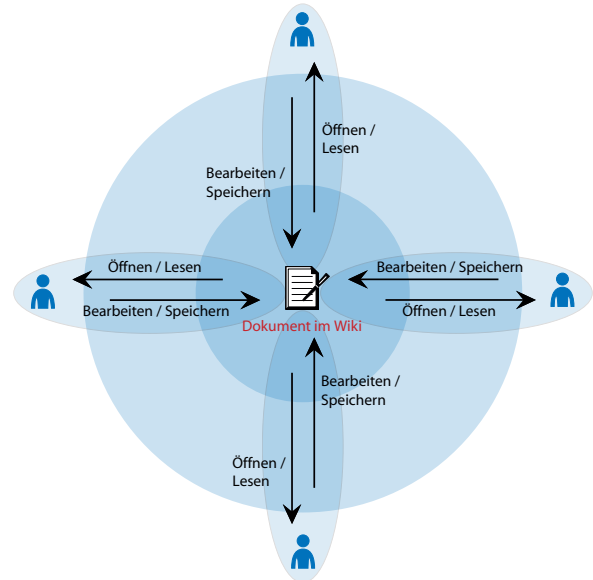 Öffnen /
Lesen
Bearbeiten /
Speichern
Öffnen / Lesen
Bearbeiten / Speichern
Bearbeiten / Speichern
Öffnen / Lesen
Dokument im Wiki
Bearbeiten /
Speichern
Öffnen /
Lesen